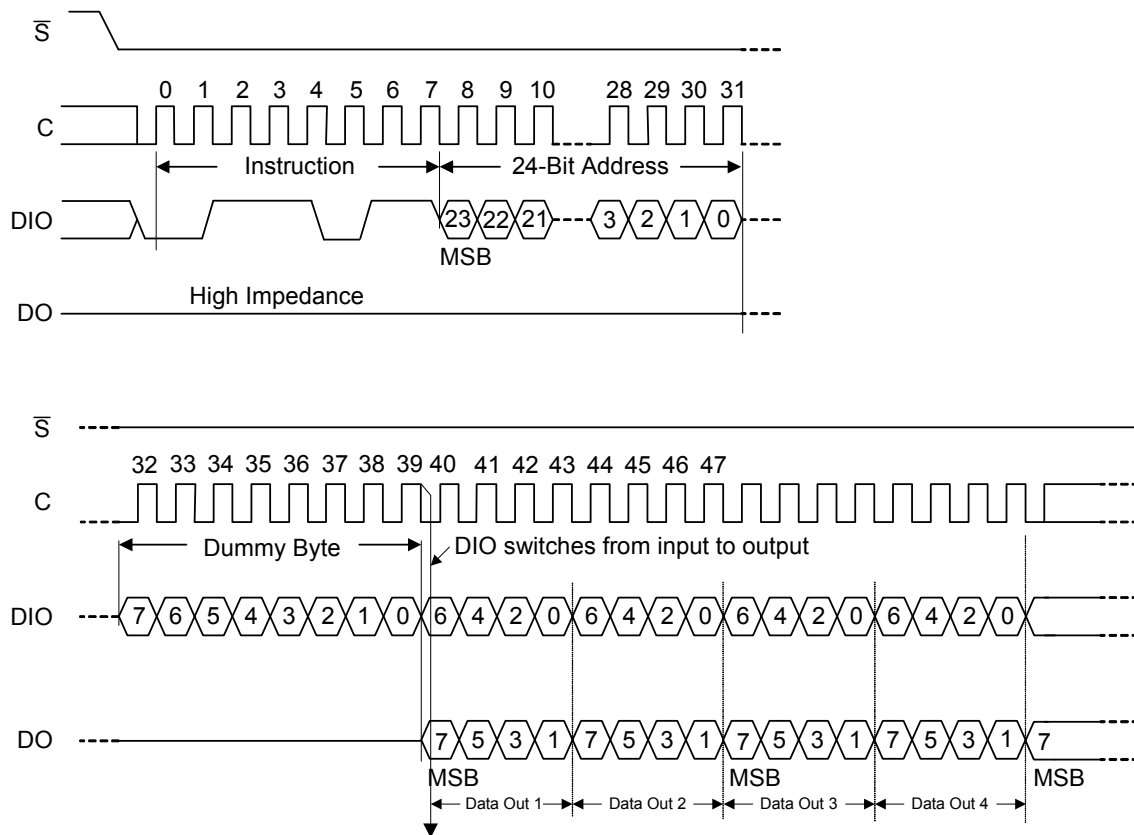 S
0 1 2 3 4 5 6 7 8 9 10 28 29 30 31
C
Instruction 24-Bit Address
DIO 23 22 21 3 2 1 0
MSB
High Impedance
DO
S
32 33 34 35 36 37 38 39 40 41 42 43 44 45 46 47
C
Dummy Byte DIO switches from input to output
DIO 7 6 5 4 3 2 1 0 6 4 2 0 6 4 2 0 6 4 2 0 6 4 2 0
DO 7 5 3 1 7 5 3 1 7 5 3 1 7 5 3 1 7
MSB MSB MSB
Data Out 1 Data Out 2 Data Out 3 Data Out 4